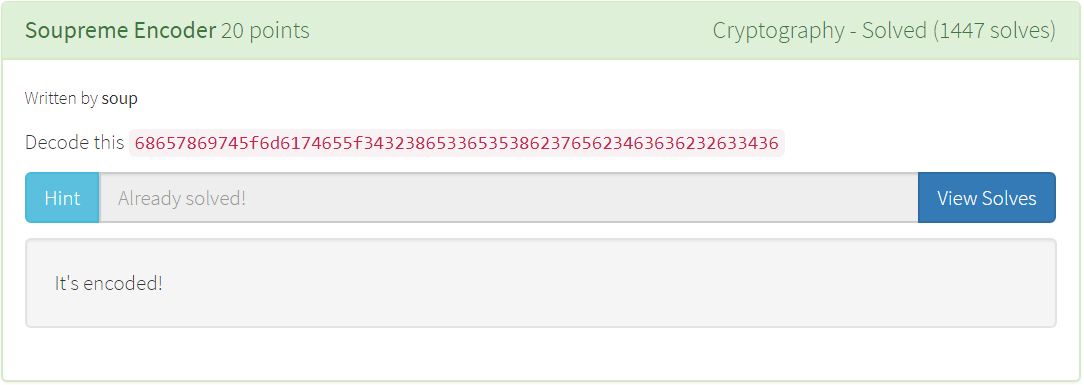 Soupreme Encoder 20 points Cryptography - Solved (1447 solves)
Written by soup
Decode this 68657869745f6d6174655f3432386533653538623765623463636232633436
Hint Already solved! View Solves
It's encoded!